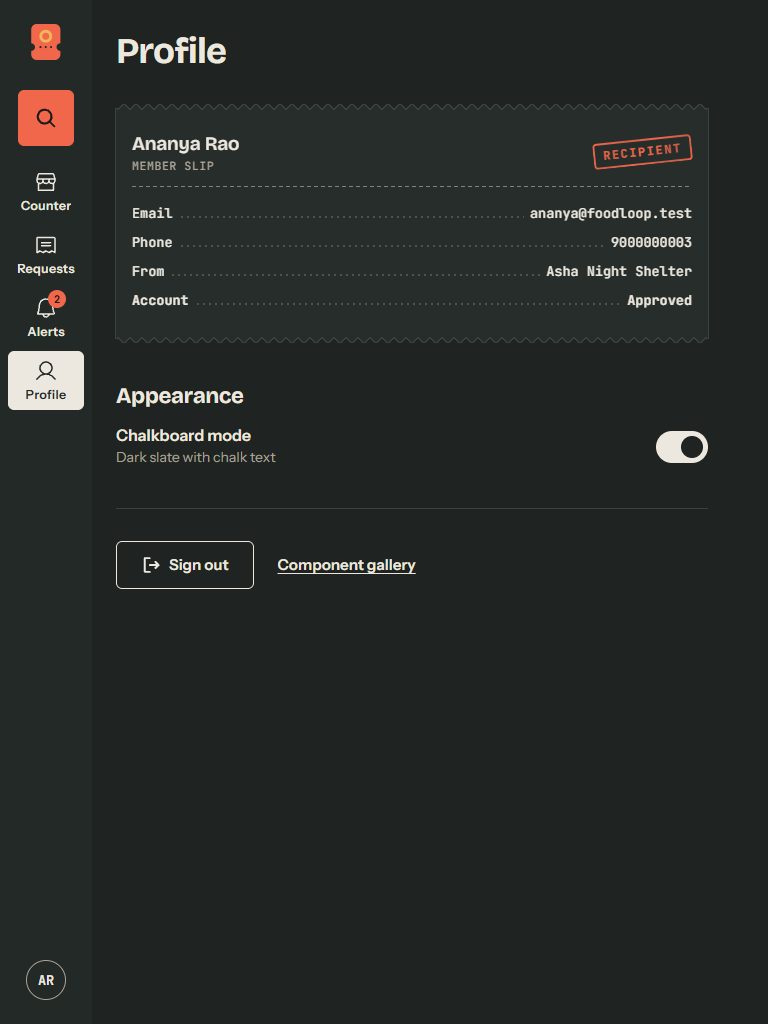 Profile
Ananya Rao
MEMBER SLIP
RECIPIENT
Email ananya@foodloop.test
Phone 9000000003
From Asha Night Shelter
Account Approved
Appearance
Chalkboard mode
Dark slate with chalk text
Sign out
Component gallery
Counter
Requests
2
Alerts
Profile
AR